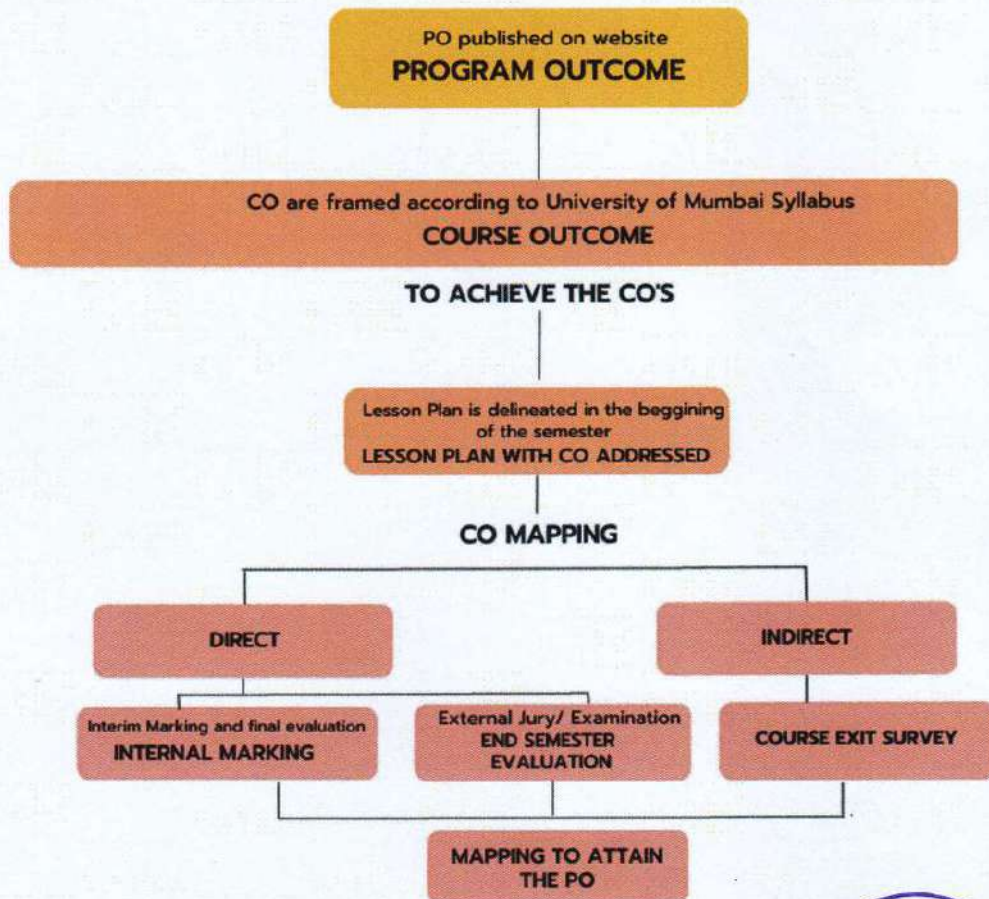 PO published on website
PROGRAM OUTCOME
CO are framed according to University of Mumbai Syllabus
COURSE OUTCOME
TO ACHIEVE THE CO'S
Lesson Plan is delineated in the beggining
of the semester
LESSON PLAN WITH CO ADDRESSED
CO MAPPING
DIRECT
INDIRECT
Interim Marking and final evaluation
INTERNAL MARKING
External Jury/ Examination
END SEMESTER
EVALUATION
COURSE EXIT SURVEY
MAPPING TO ATTAIN
THE PO